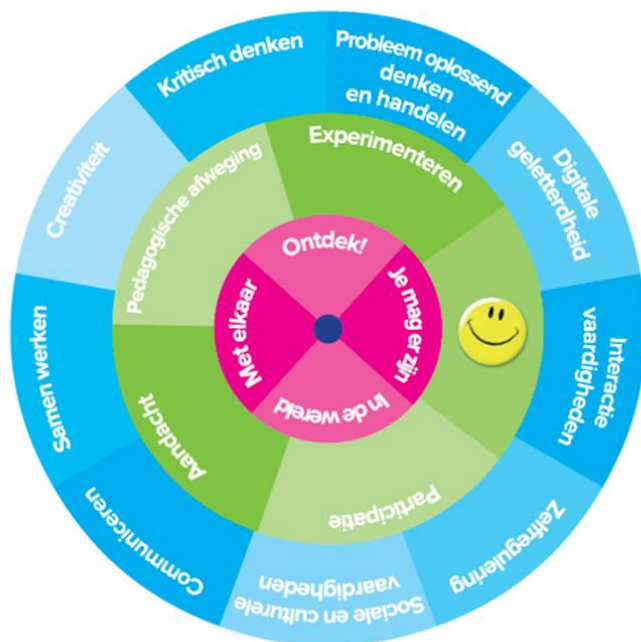 Kritisch denken
Probleem oplossend
denken
en handelen
Digitale
geletterdheid
Interactie
vaardigheden
Zelfregulering
Sociale en culturele
vaardigheden
Communiceren
Samen werken
Creativiteit
Pedagogische afweging
Experimenteren
Participatie
Aandacht
Ontdek!
Je mag er zijn
In de wereld
Met elkaar